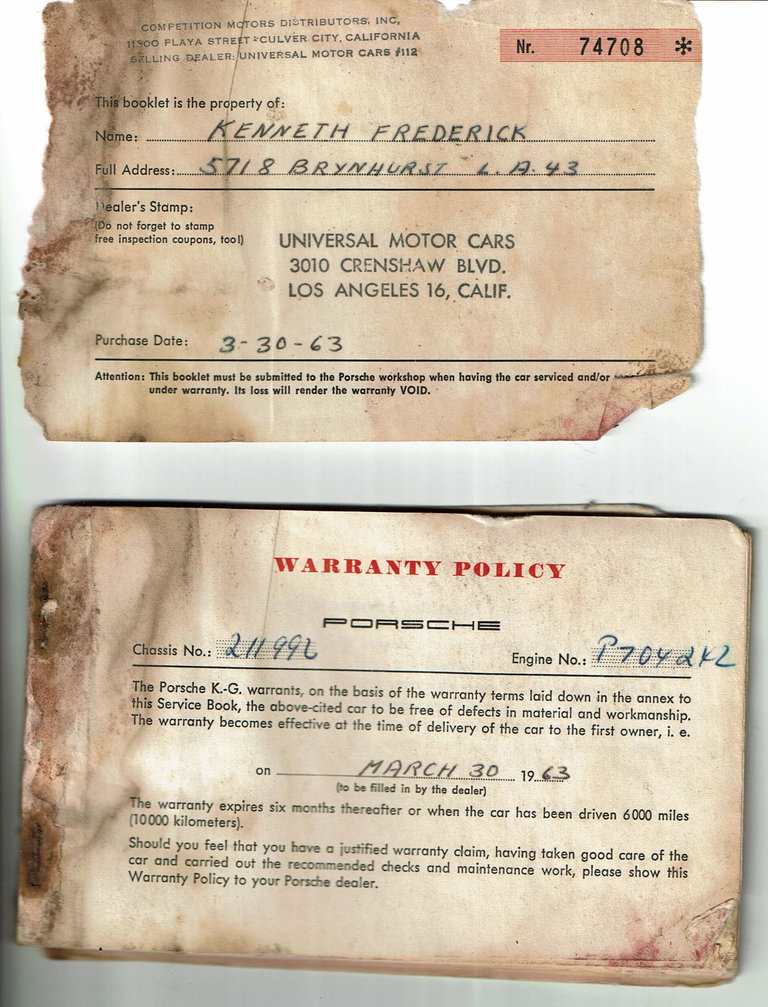 COMPETITION MOTORS DISTRIBUTORS, INC,
11300 PLAYA STREET · CULVER CITY, CALIFORNIA
SELLING DEALER: UNIVERSAL MOTOR CARS #112
Nr. 74708 *
This booklet is the property of:
Name: KENNETH FREDERICK
Full Address: 5718 BRYNHURST L.A. 43
Dealer's Stamp:
(Do not forget to stamp
free inspection coupons, too!)
UNIVERSAL MOTOR CARS
3010 CRENSHAW BLVD.
LOS ANGELES 16, CALIF.
Purchase Date: 3-30-63
Attention: This booklet must be submitted to the Porsche workshop when having the car serviced and/or
under warranty. Its loss will render the warranty VOID.
WARRANTY POLICY
PORSCHE
Chassis No.:
Engine No.:
The Porsche K.-G. warrants, on the basis of the warranty terms laid down in the annex to
this Service Book, the above-cited car to be free of defects in material and workmanship.
The warranty becomes effective at the time of delivery of the car to the first owner, i. e.
on MARCH 30 1963
(to be filled in by the dealer)
The warranty expires six months thereafter or when the car has been driven 6000 miles
(10000 kilometers).
Should you feel that you have a justified warranty claim, having taken good care of the
car and carried out the recommended checks and maintenance work, please show this
Warranty Policy to your Porsche dealer.